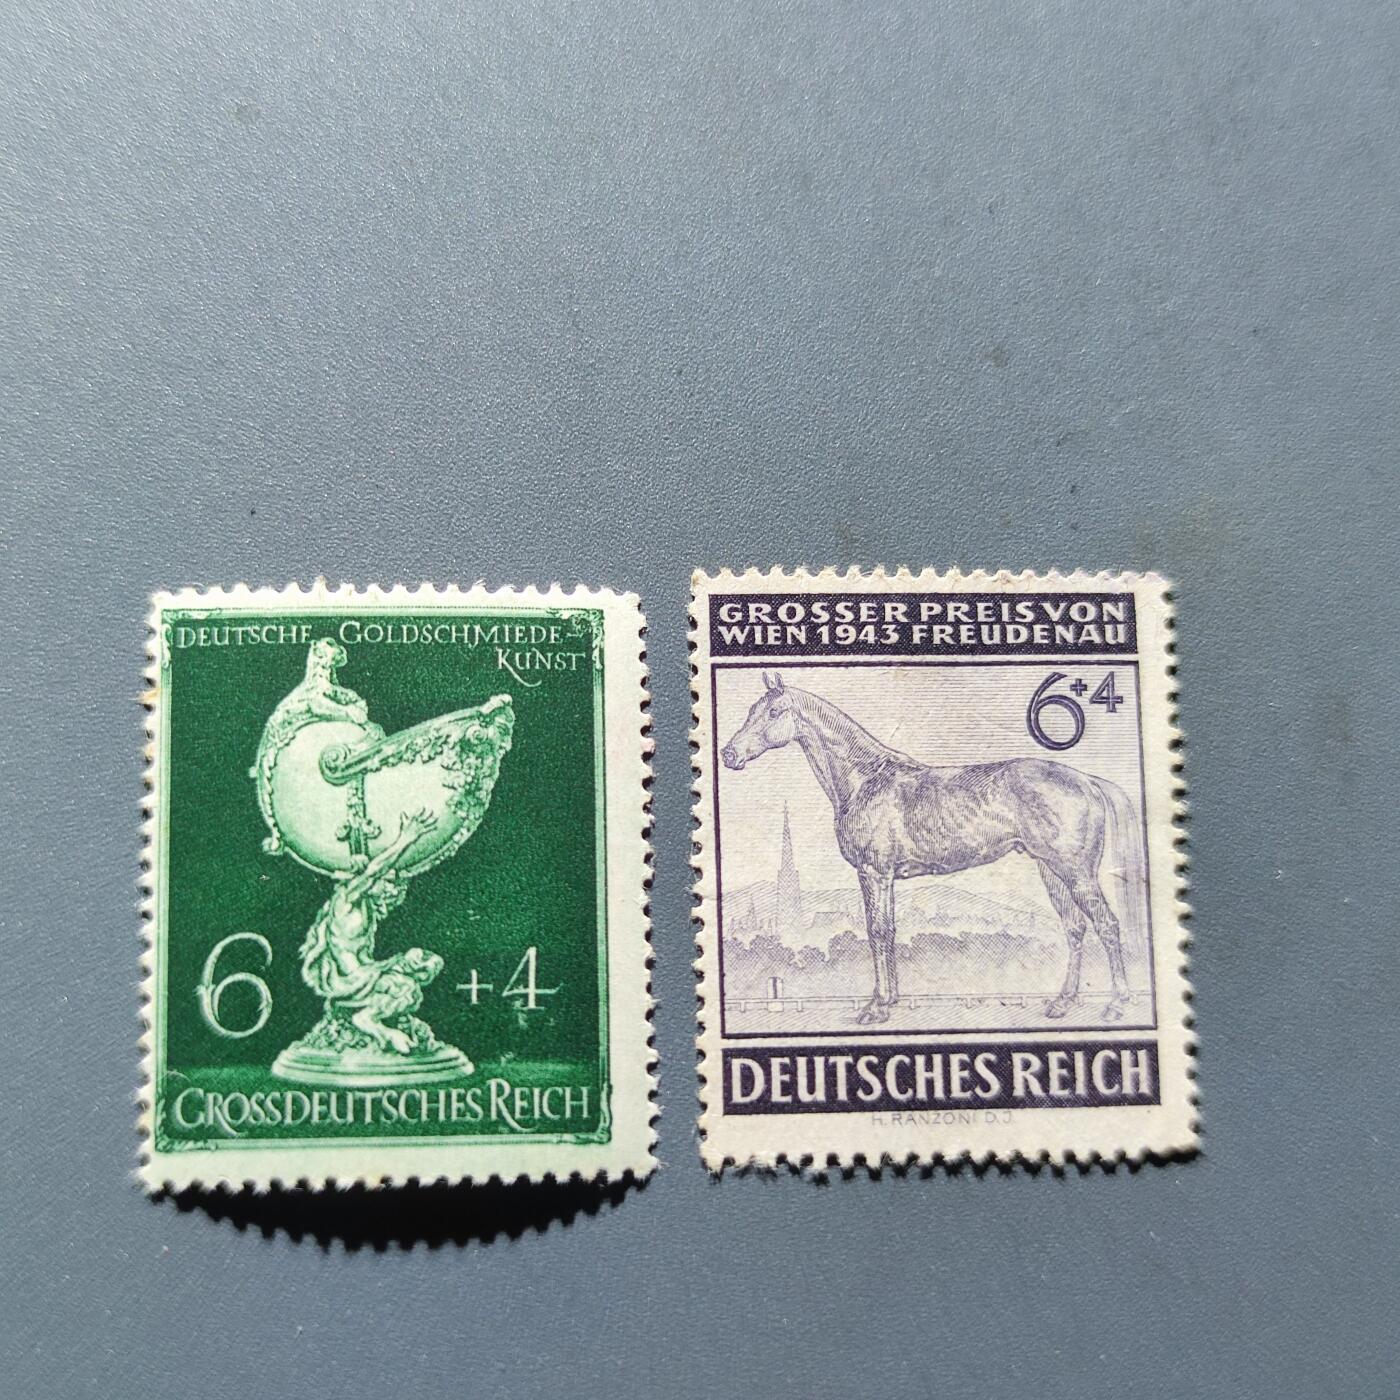 DEUTSCHE GOLDSCHMIEDE-
KUNST
6 +4
GROSSDEUTSCHES REICH
GROSSER PREIS VON
WIEN 1943 FREUDENAU
6+4
DEUTSCHES REICH
H. RANZONI D.J.